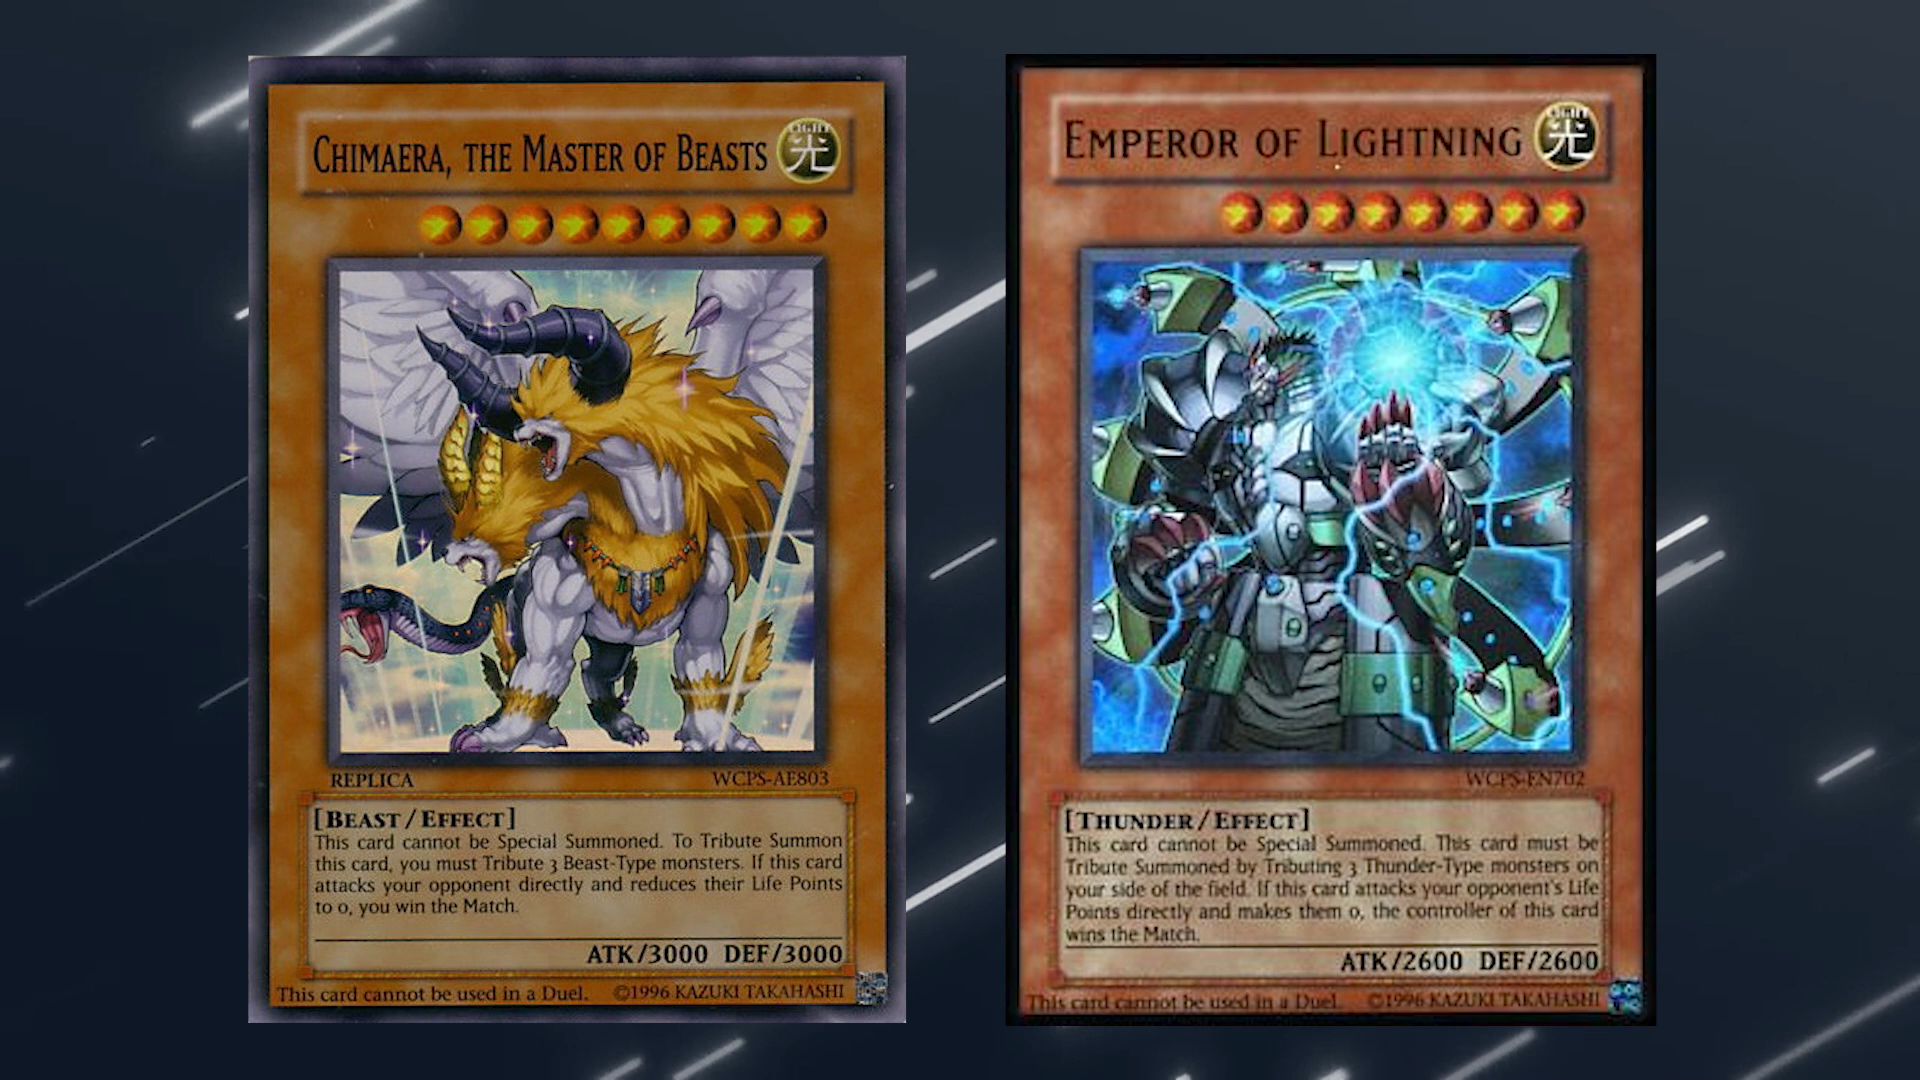 CHIMAERA, THE MASTER OF BEASTS
LIGHT
光
REPLICA WCPS-AE803
[BEAST/EFFECT]
This card cannot be Special Summoned. To Tribute Summon
this card, you must Tribute 3 Beast-Type monsters. If this card
attacks your opponent directly and reduces their Life Points
to 0, you win the Match.
ATK/3000 DEF/3000
This card cannot be used in a Duel. ©1996 KAZUKI TAKAHASHI
EMPEROR OF LIGHTNING
LIGHT
光
WCPS-EN702
[THUNDER/EFFECT]
This card cannot be Special Summoned. This card must be
Tribute Summoned by Tributing 3 Thunder-Type monsters on
your side of the field. If this card attacks your opponent's Life
Points directly and makes them 0, the controller of this card
wins the Match.
ATK/2600 DEF/2600
This card cannot be used in a Duel. ©1996 KAZUKI TAKAHASHI